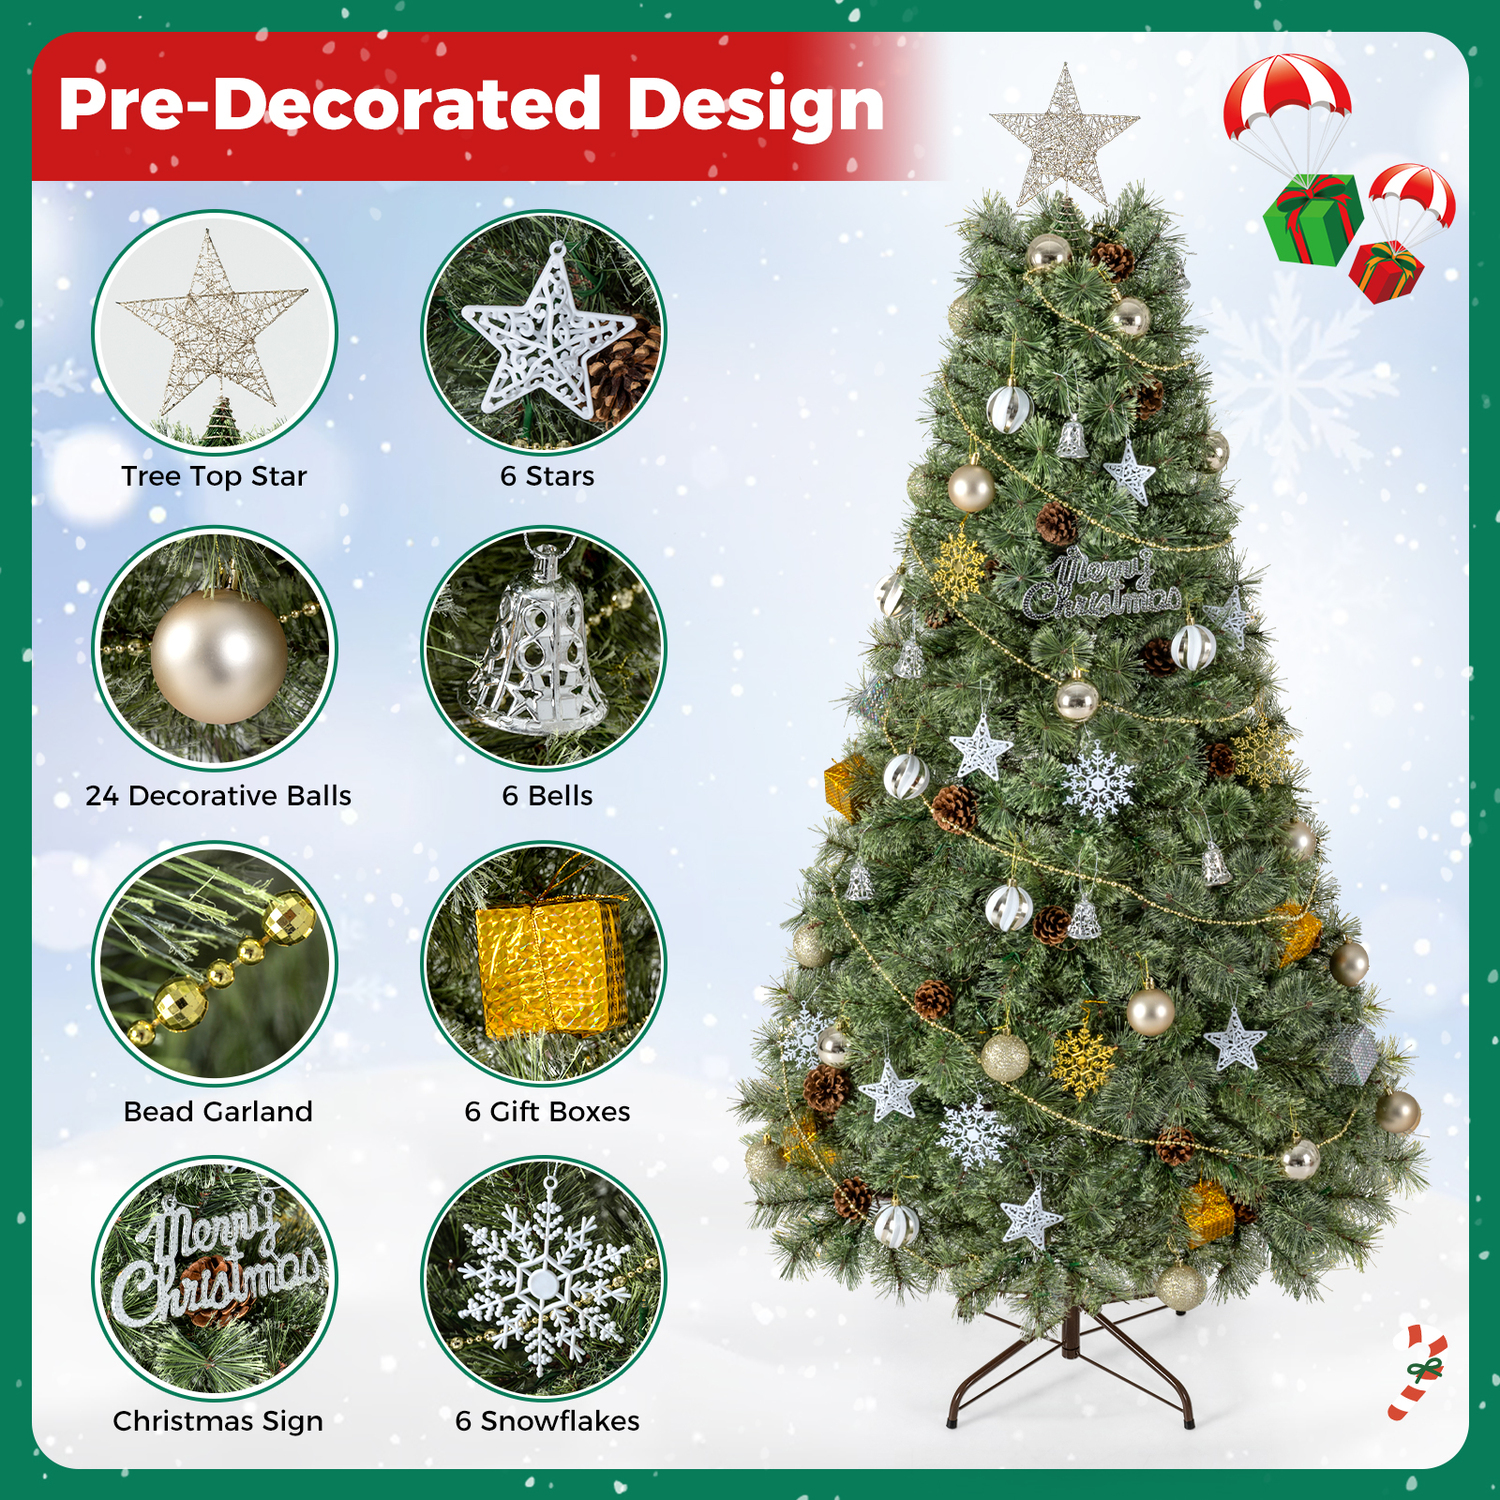 Pre-Decorated Design
Tree Top Star
6 Stars
24 Decorative Balls
6 Bells
Bead Garland
6 Gift Boxes
Merry
Christmas
Christmas Sign
6 Snowflakes
Merry
Christmas